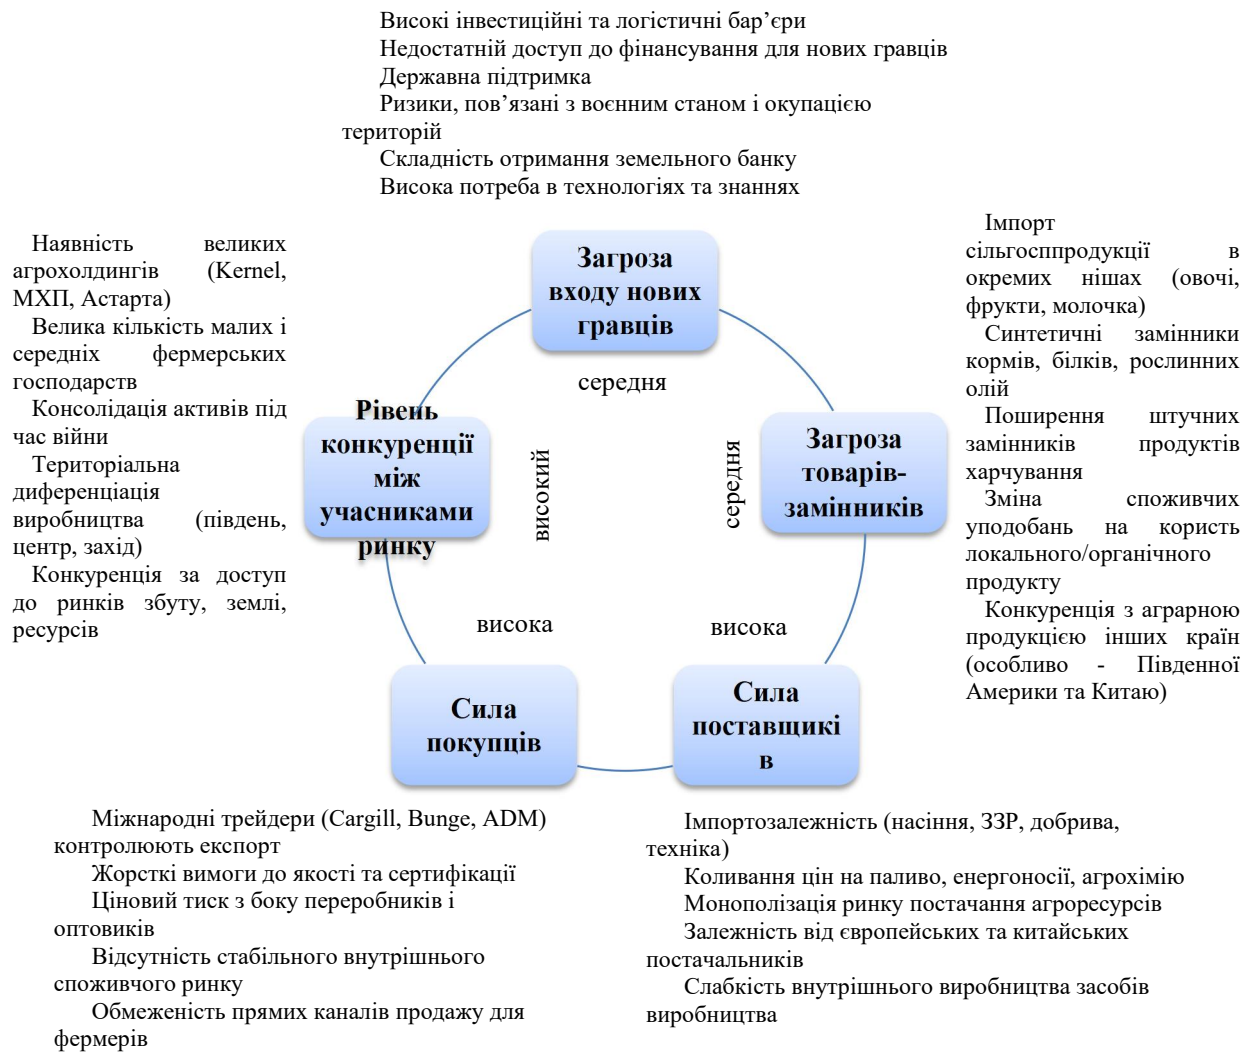 Високі інвестиційні та логістичні бар’єри
Недостатній доступ до фінансування для нових гравців
Державна підтримка
Ризики, пов’язані з воєнним станом і окупацією
територій
Складність отримання земельного банку
Висока потреба в технологіях та знаннях
Загроза
входу нових
гравців
середня
Наявність великих
агрохолдингів (Kernel,
МХП, Астарта)
Велика кількість малих і
середніх фермерських
господарств
Консолідація активів під
час війни
Територіальна
диференціація
виробництва (південь,
центр, захід)
Конкуренція за доступ
до ринків збуту, землі,
ресурсів
Рівень
конкуренції
між
учасниками
ринку
високий
середня
Загроза
товарів-
замінників
Імпорт
сільгосппродукції в
окремих нішах (овочі,
фрукти, молочка)
Синтетичні замінники
кормів, білків, рослинних
олій
Поширення штучних
замінників продуктів
харчування
Зміна споживчих
уподобань на користь
локального/органічного
продукту
Конкуренція з аграрною
продукцією інших країн
(особливо - Південної
Америки та Китаю)
висока
висока
Сила
покупців
Сила
поставщикі
в
Міжнародні трейдери (Cargill, Bunge, ADM)
контролюють експорт
Жорсткі вимоги до якості та сертифікації
Ціновий тиск з боку переробників і
оптовиків
Відсутність стабільного внутрішнього
споживчого ринку
Обмеженість прямих каналів продажу для
фермерів
Імпортозалежність (насіння, ЗЗР, добрива,
техніка)
Коливання цін на паливо, енергоносії, агрохімію
Монополізація ринку постачання агроресурсів
Залежність від європейських та китайських
постачальників
Слабкість внутрішнього виробництва засобів
виробництва